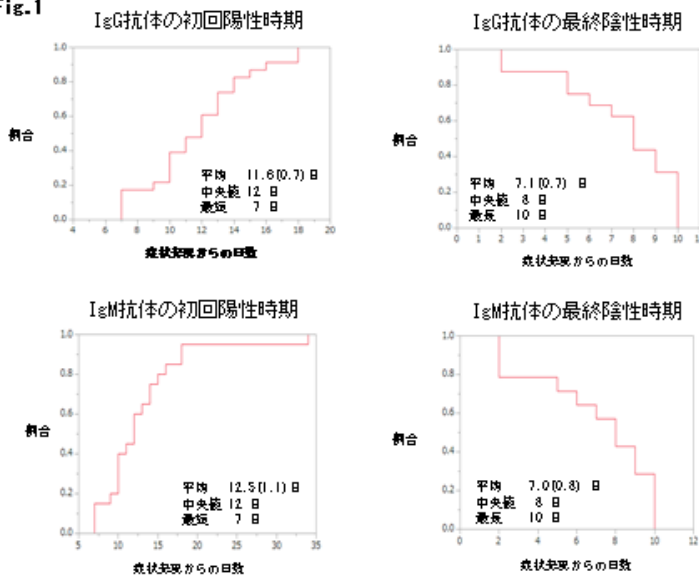 Fig.1
IgG抗体の初回陽性時期
1.0
0.8
0.6
0.4
0.2
0.0
割合
平均 11.6(0.7) 日
中央値 12 日
最短 7 日
4 6 8 10 12 14 16 18 20
症状発現からの日数
IgG抗体の最終陰性時期
1.0
0.8
0.6
0.4
0.2
0.0
割合
平均 7.1(0.7) 日
中央値 8 日
最長 10 日
0 1 2 3 4 5 6 7 8 9 10 11
症状発現からの日数
IgM抗体の初回陽性時期
1.0
0.8
0.6
0.4
0.2
0.0
割合
平均 12.5(1.1) 日
中央値 12 日
最短 7 日
5 10 15 20 25 30 35
症状発現からの日数
IgM抗体の最終陰性時期
1.0
0.8
0.6
0.4
0.2
0.0
割合
平均 7.0(0.8) 日
中央値 8 日
最長 10 日
0 2 4 6 8 10 12
症状発現からの日数